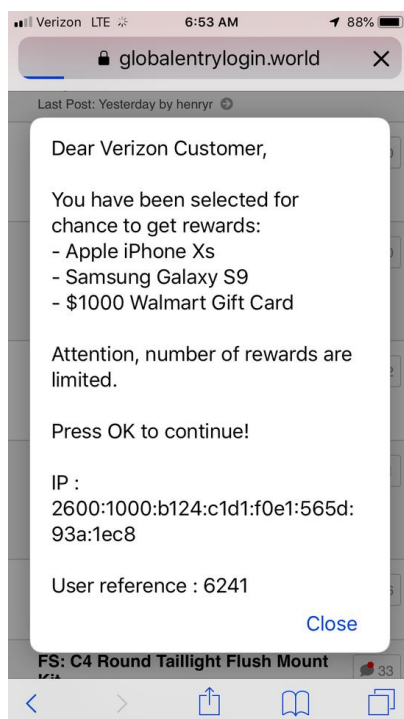 Verizon LTE 6:53 AM 88%
globalentrylogin.world
Last Post: Yesterday by henryr
Dear Verizon Customer,
You have been selected for
chance to get rewards:
- Apple iPhone Xs
- Samsung Galaxy S9
- $1000 Walmart Gift Card
Attention, number of rewards are
limited.
Press OK to continue!
IP :
2600:1000:b124:c1d1:f0e1:565d:
93a:1ec8
User reference : 6241
Close
FS: C4 Round Taillight Flush Mount
33